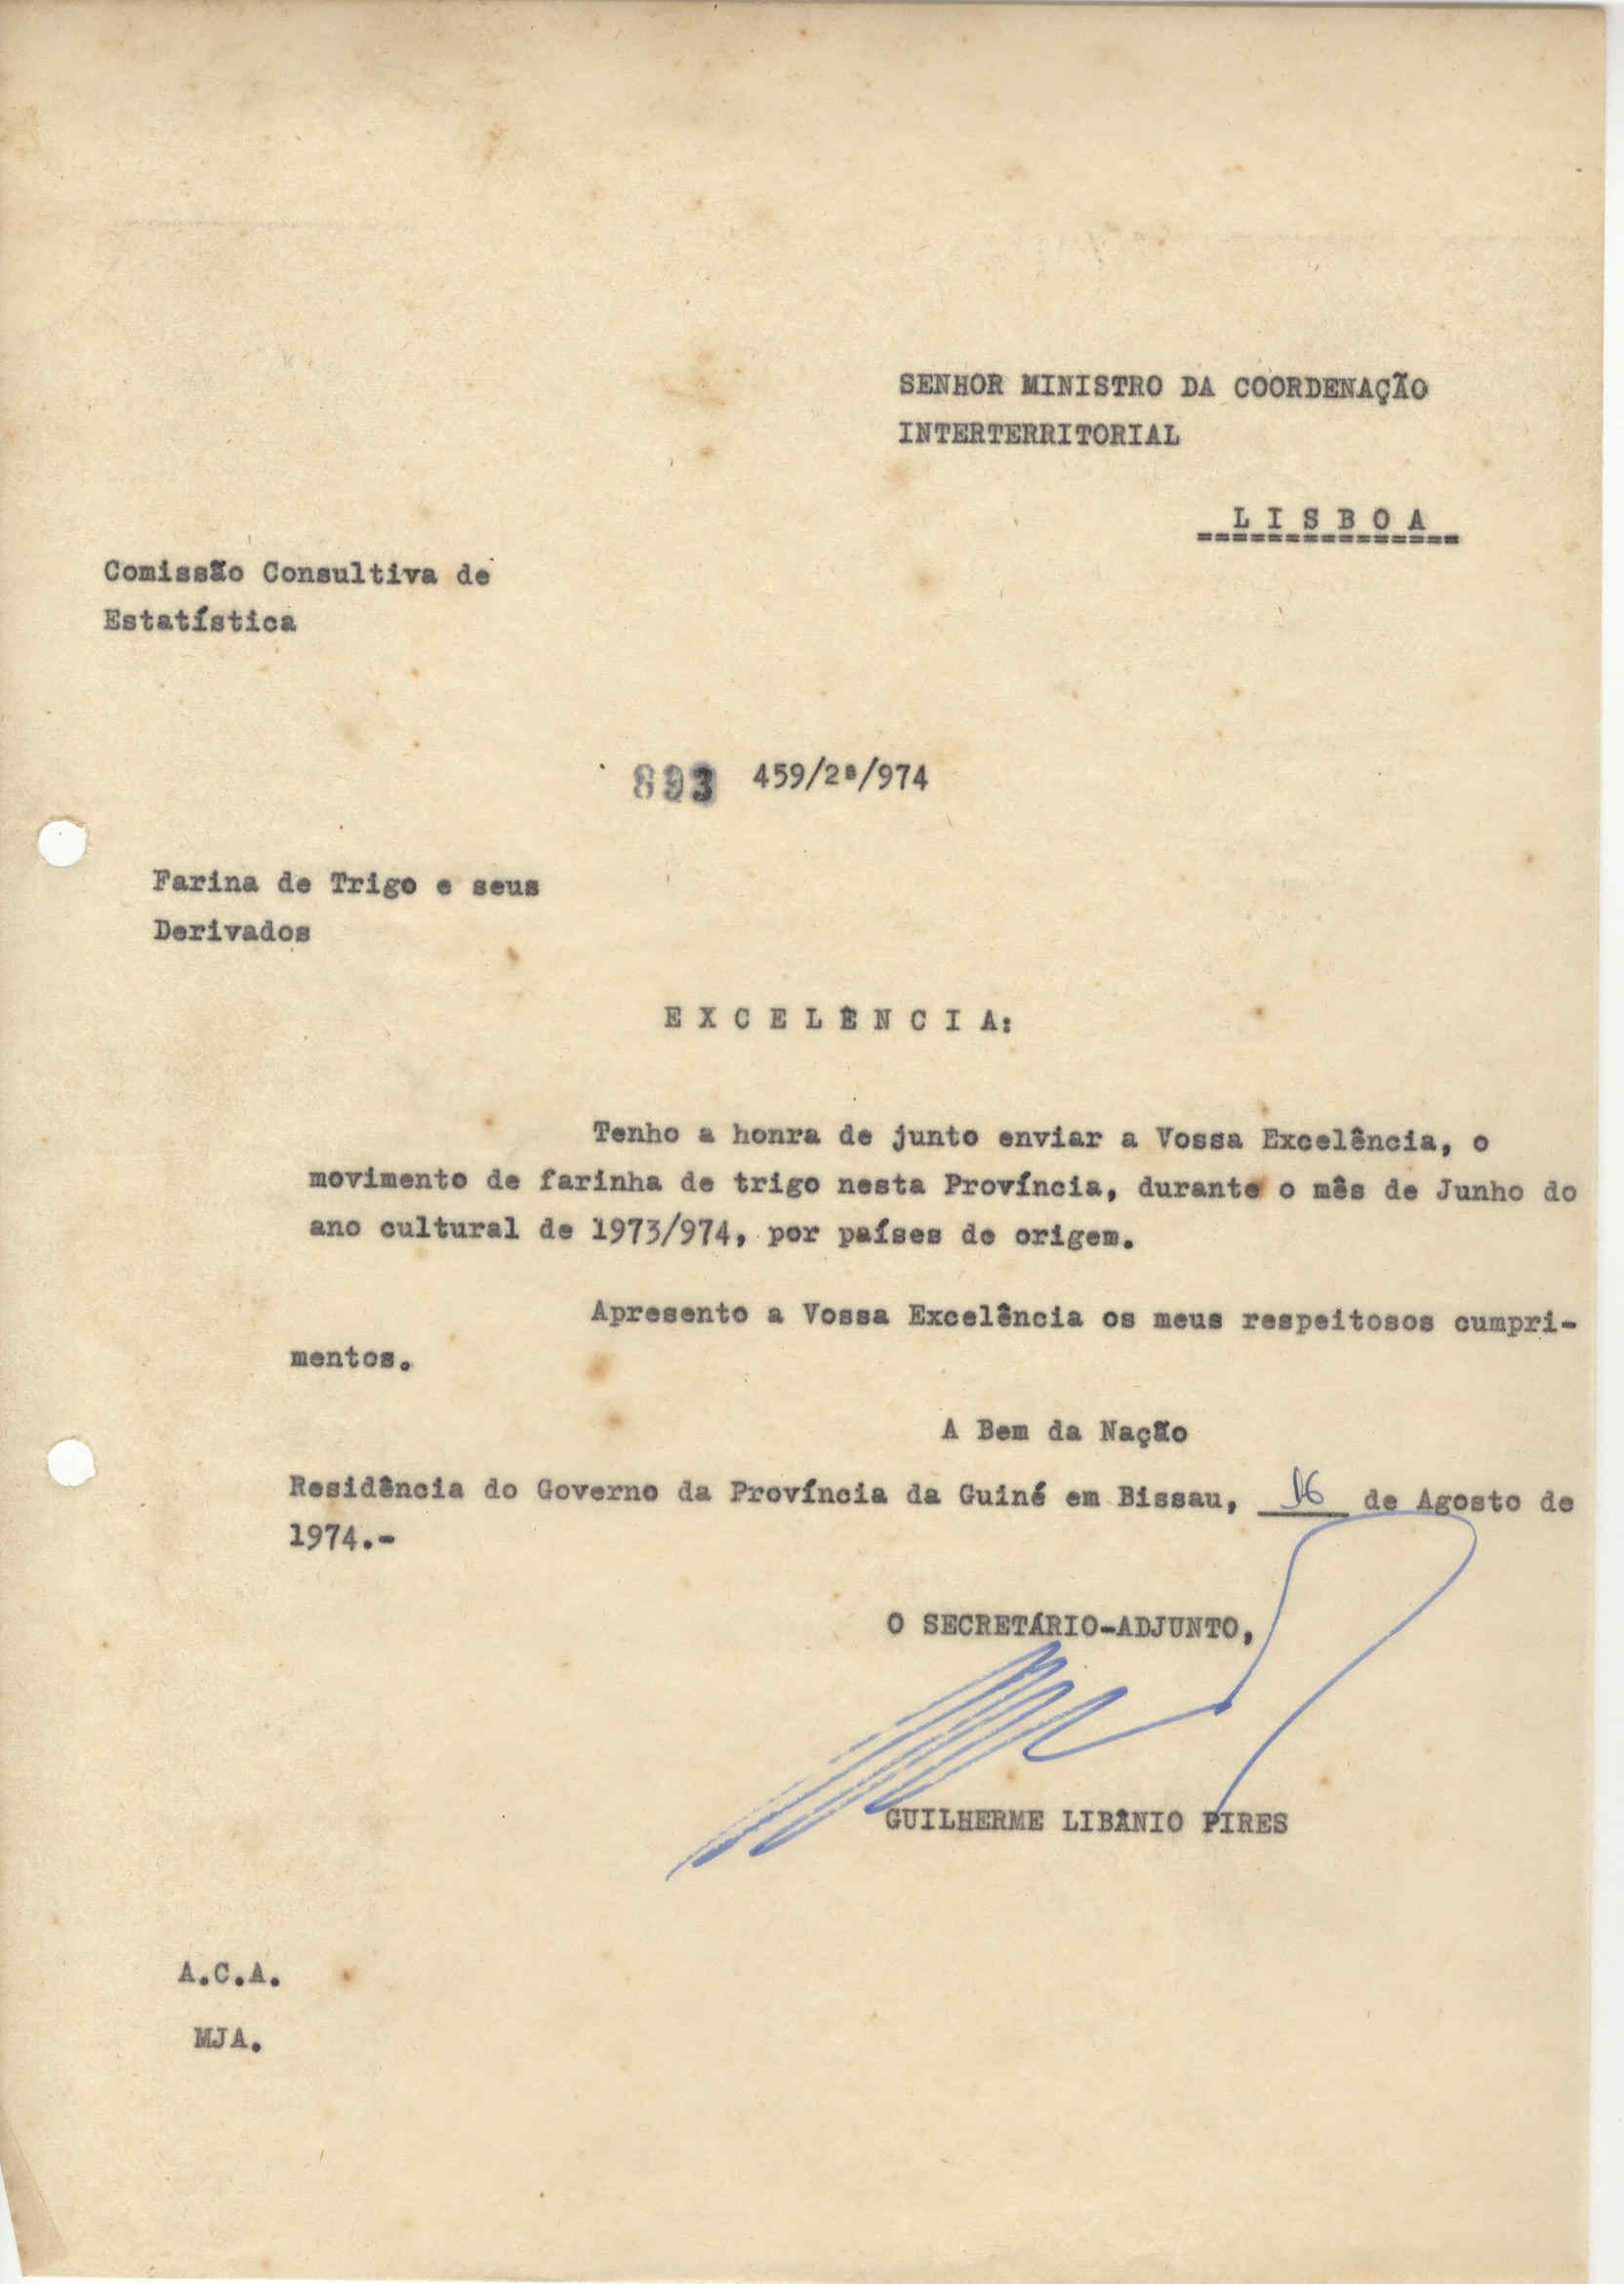 SENHOR MINISTRO DA COORDENAÇÃO
INTERTERRITORIAL
L I S B O A
Comissão Consultiva de
Estatística
893 459/2ª/974
Farina de Trigo e seus
Derivados
E X C E L Ê N C I A:
Tenho a honra de junto enviar a Vossa Excelência, o
movimento de farinha de trigo nesta Província, durante o mês de Junho do
ano cultural de 1973/974, por países de origem.
Apresento a Vossa Excelência os meus respeitosos cumpri-
mentos.
A Bem da Nação
Residência do Governo da Província da Guiné em Bissau, 16 de Agosto de
1974.-
O SECRETÁRIO-ADJUNTO,
GUILHERME LIBÂNIO PIRES
A.C.A.
MJA.